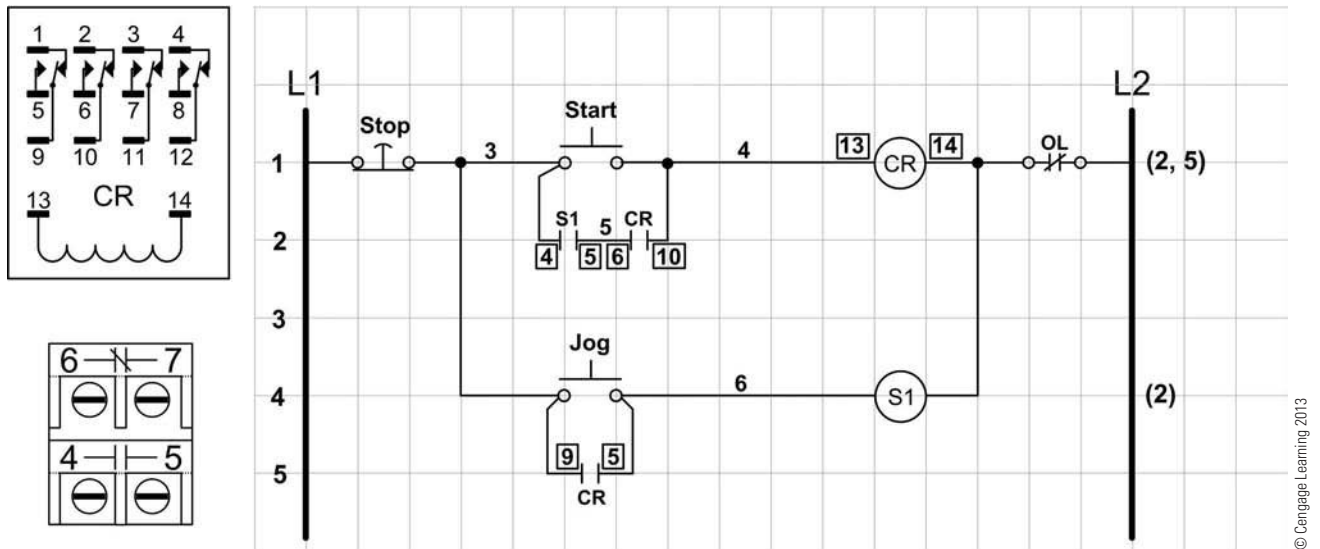 1 2 3 4
5 6 7 8
9 10 11 12
CR
13 14
6 7
4 5
L1 L2
Stop Start
1 3 4 13 CR 14 OL (2, 5)
S1 5 CR
2 4 5 6 10
3
Jog
4 6 S1 (2)
5 9 5
CR
© Cengage Learning 2013